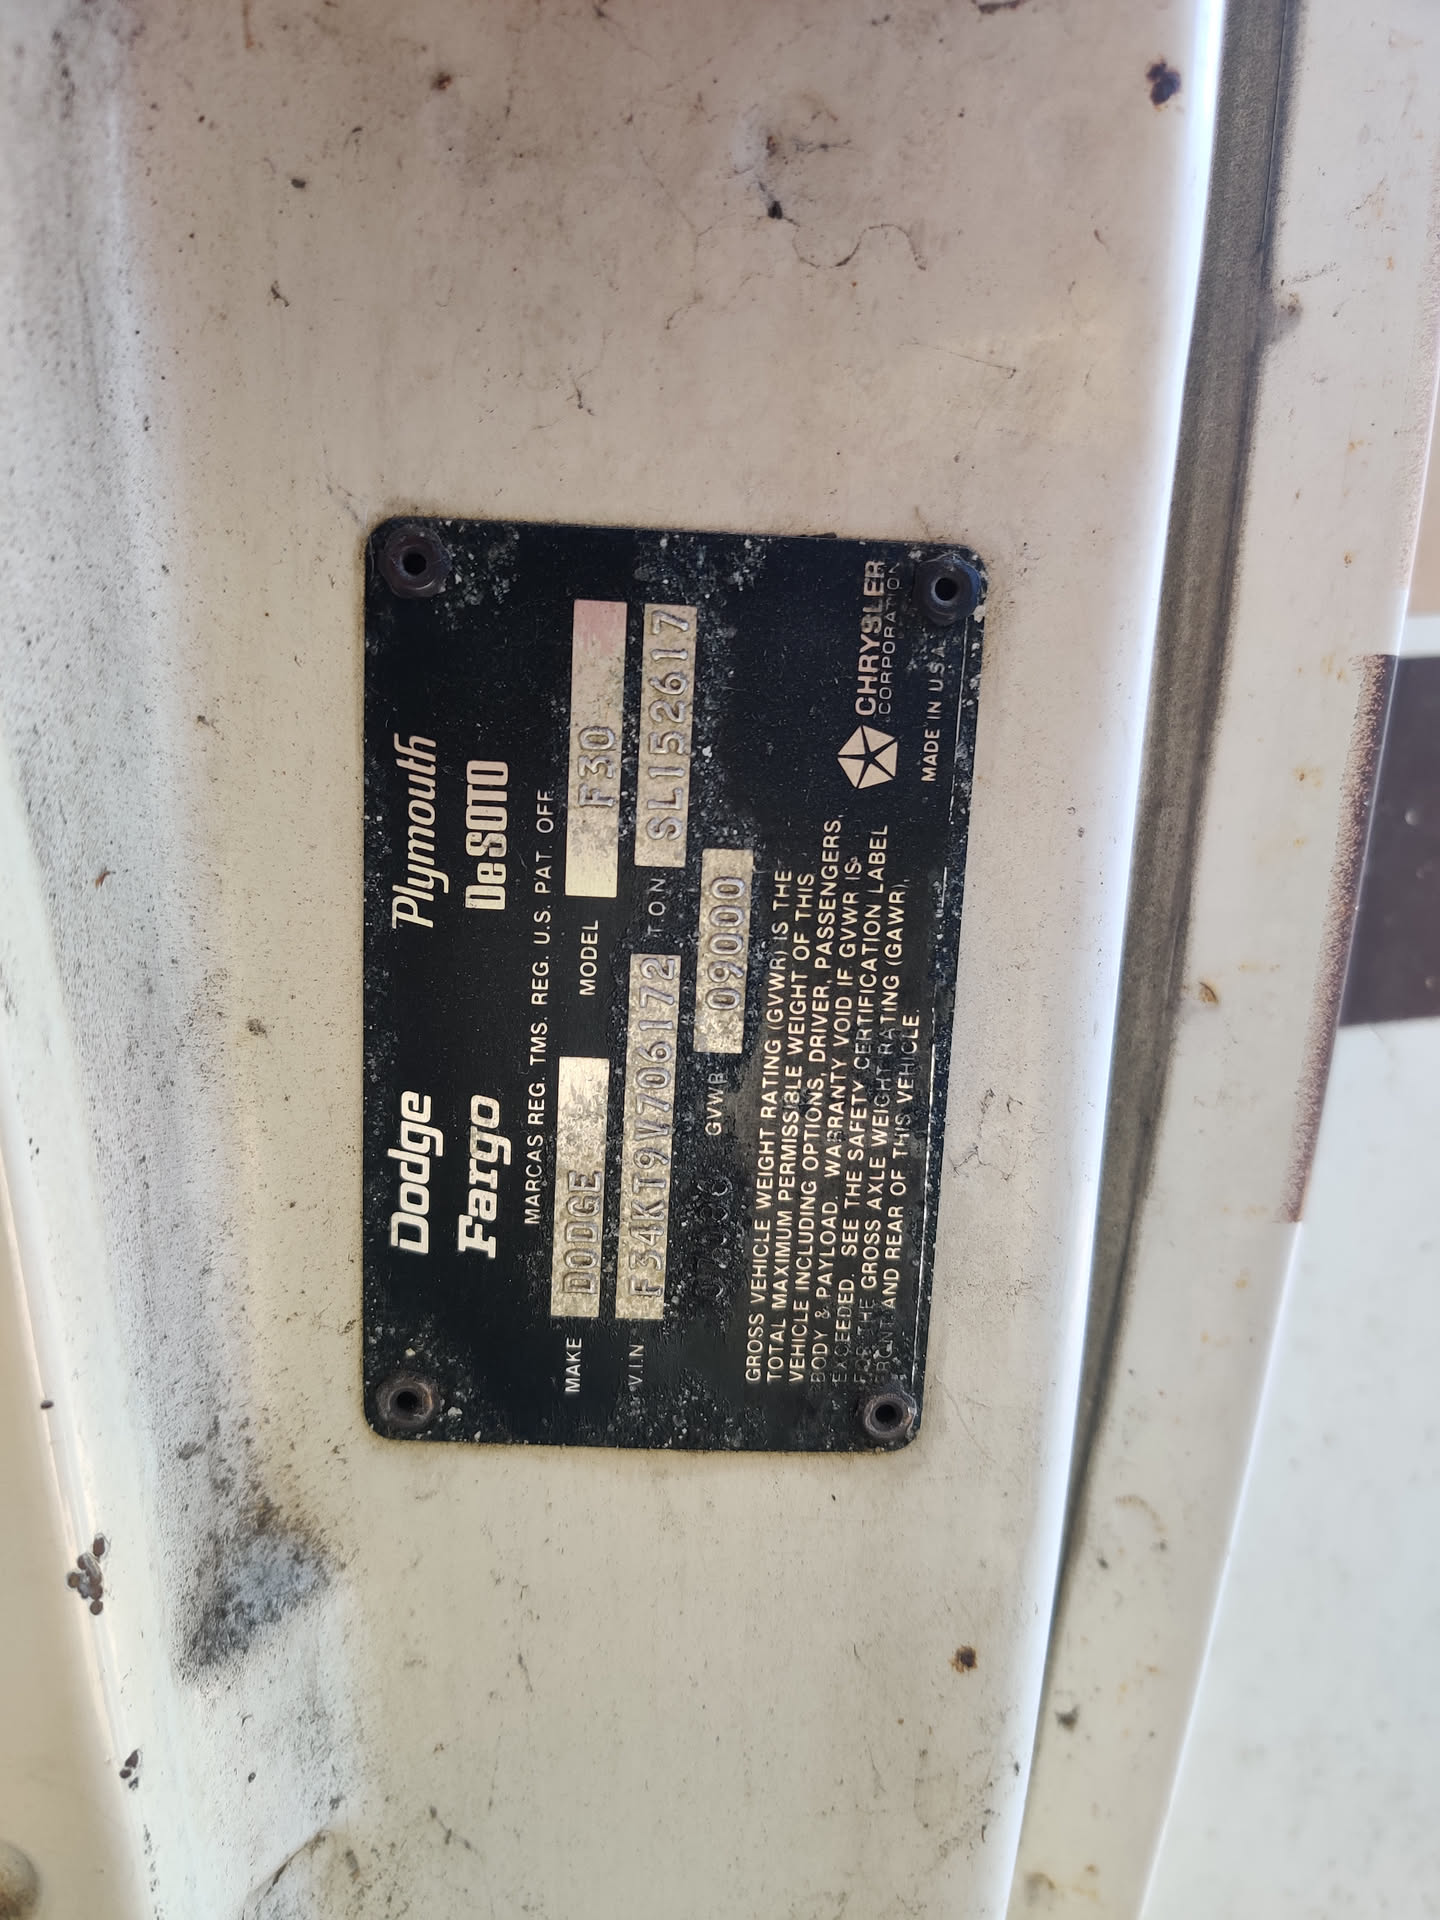 Dodge Plymouth
Fargo DeSOTO
MARCAS REG. TMS. REG. U.S. PAT. OFF.
MAKE DODGE MODEL F30
V.I.N. F34KT9V706172 T.O.N. SL152617
GVWR 09000
GROSS VEHICLE WEIGHT RATING (GVWR) IS THE
TOTAL MAXIMUM PERMISSIBLE WEIGHT OF THIS
VEHICLE INCLUDING OPTIONS, DRIVER, PASSENGERS,
BODY & PAYLOAD. WARRANTY VOID IF GVWR IS
EXCEEDED. SEE THE SAFETY CERTIFICATION LABEL
FOR THE GROSS AXLE WEIGHT RATING (GAWR),
FRONT AND REAR OF THIS VEHICLE.
CHRYSLER
CORPORATION
MADE IN U.S.A.